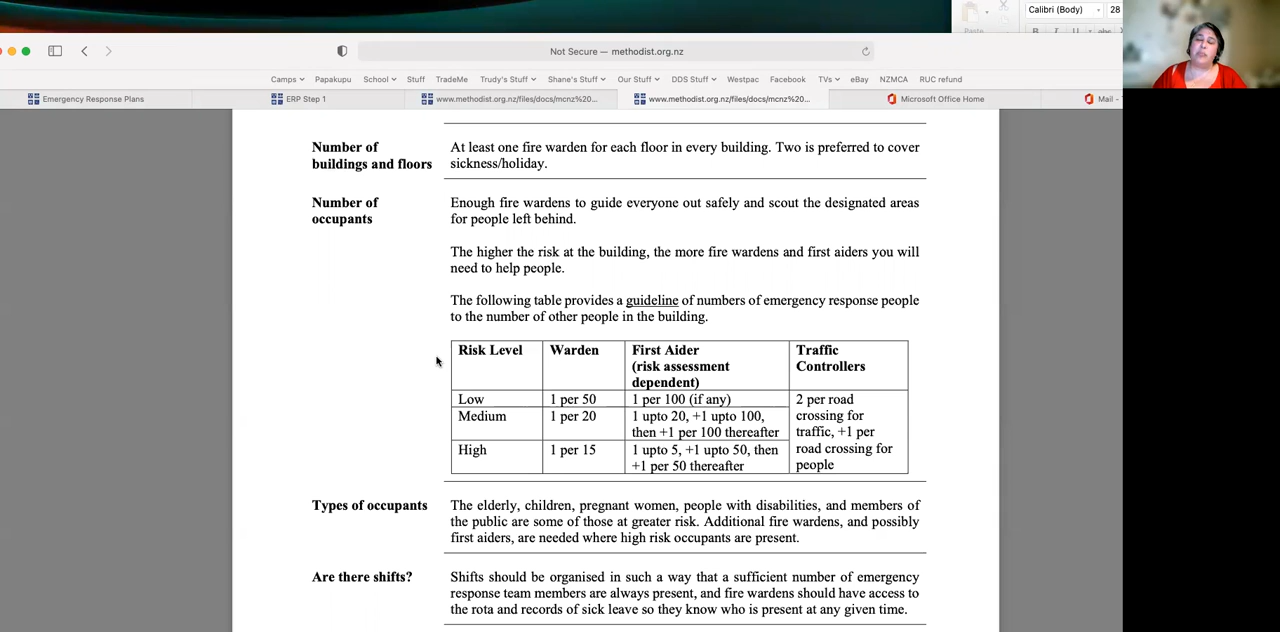 Calibri (Body)
28
Paste
Not Secure — methodist.org.nz
Camps
Papakupu
School
Stuff
TradeMe
Trudy's Stuff
Shane's Stuff
Our Stuff
DDS Stuff
Westpac
Facebook
TVs
eBay
NZMCA
RUC refund
Emergency Response Plans
ERP Step 1
www.methodist.org.nz/files/docs/mcnz%20...
www.methodist.org.nz/files/docs/mcnz%20...
Microsoft Office Home
Mail -
Number of
buildings and floors
At least one fire warden for each floor in every building. Two is preferred to cover
sickness/holiday.
Number of
occupants
Enough fire wardens to guide everyone out safely and scout the designated areas
for people left behind.
The higher the risk at the building, the more fire wardens and first aiders you will
need to help people.
The following table provides a guideline of numbers of emergency response people
to the number of other people in the building.
Risk Level
Warden
First Aider
(risk assessment
dependent)
Traffic
Controllers
Low
1 per 50
1 per 100 (if any)
2 per road
crossing for
traffic, +1 per
road crossing for
people
Medium
1 per 20
1 upto 20, +1 upto 100,
then +1 per 100 thereafter
High
1 per 15
1 upto 5, +1 upto 50, then
+1 per 50 thereafter
Types of occupants
The elderly, children, pregnant women, people with disabilities, and members of
the public are some of those at greater risk. Additional fire wardens, and possibly
first aiders, are needed where high risk occupants are present.
Are there shifts?
Shifts should be organised in such a way that a sufficient number of emergency
response team members are always present, and fire wardens should have access to
the rota and records of sick leave so they know who is present at any given time.